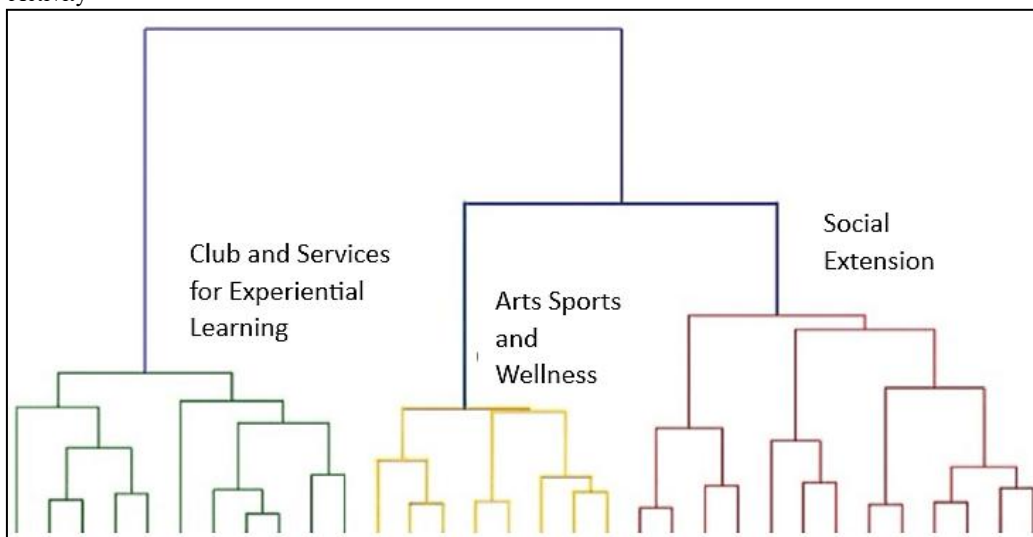 Club and Services
for Experiential
Learning
Arts Sports
and
Wellness
Social
Extension